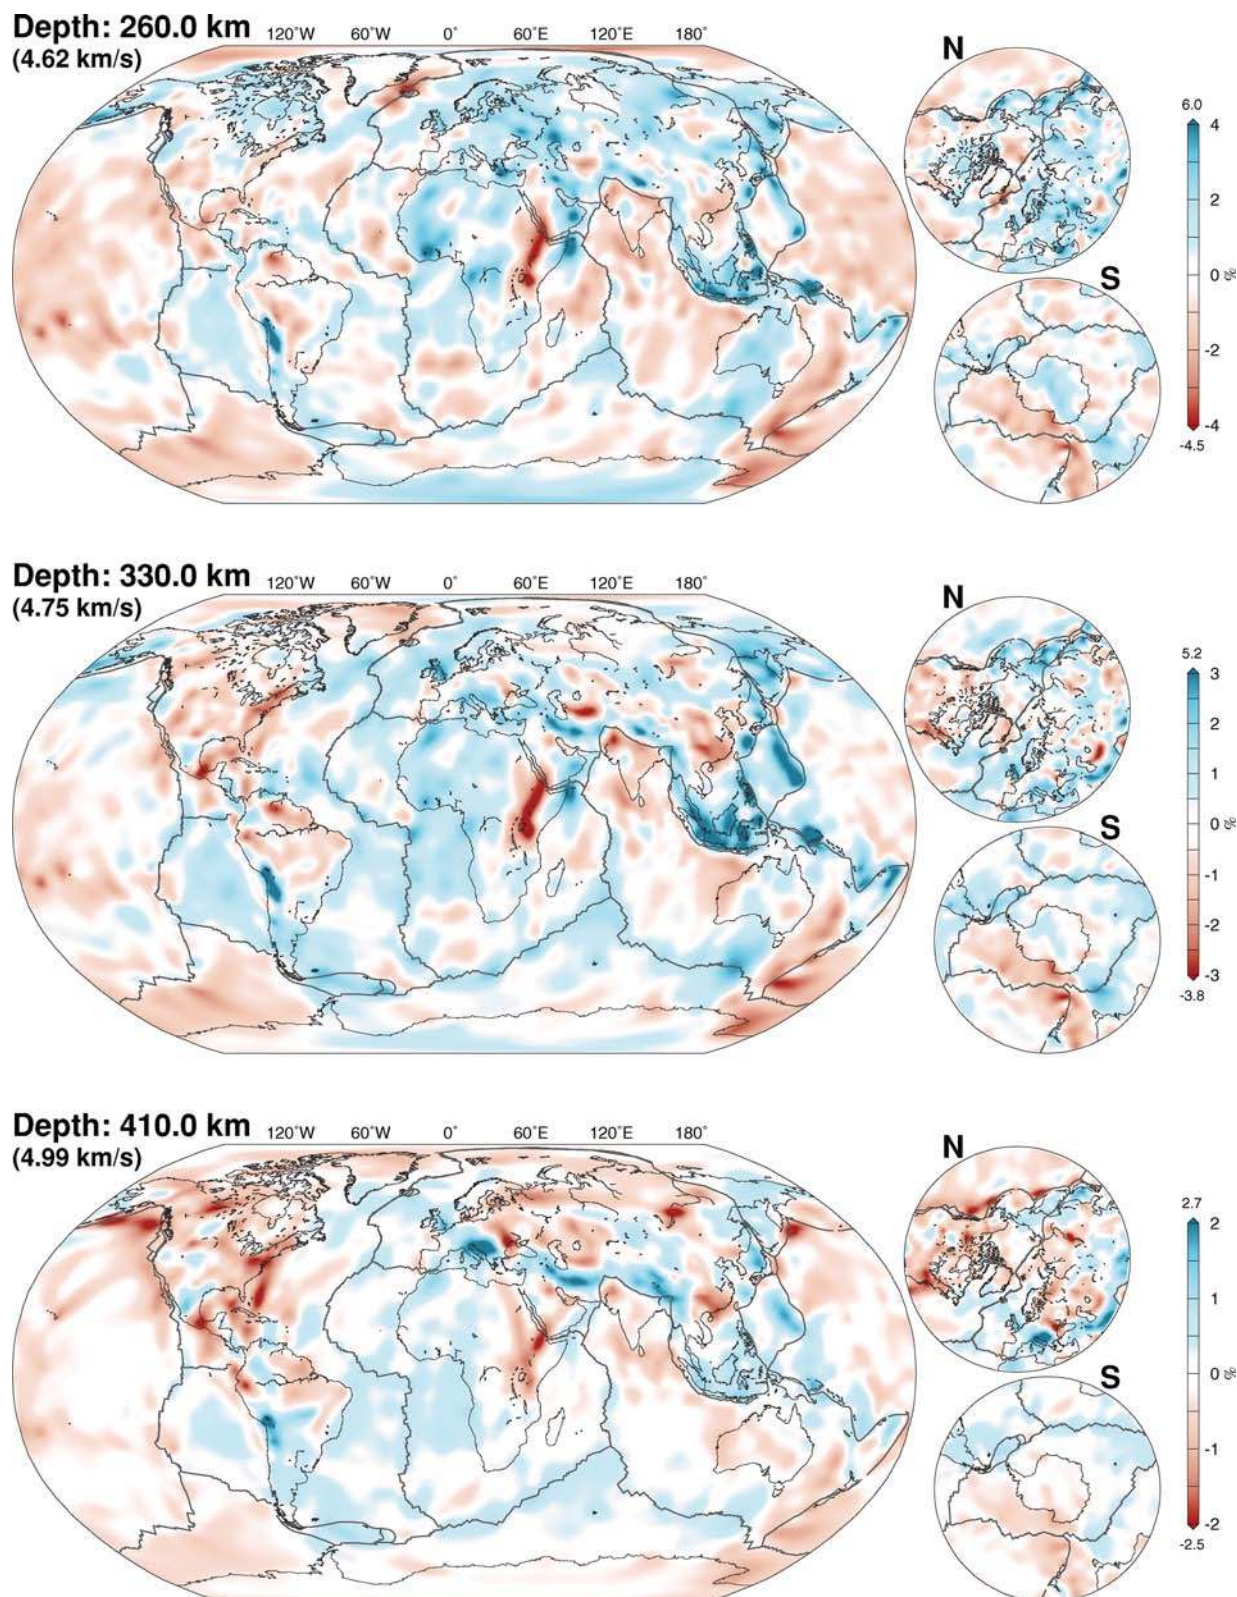 Depth: 260.0 km
(4.62 km/s)
120˚W 60˚W 0˚ 60˚E 120˚E 180˚
N
S
6.0
4
2
0
-2
-4
-4.5
%
Depth: 330.0 km
(4.75 km/s)
120˚W 60˚W 0˚ 60˚E 120˚E 180˚
N
S
5.2
3
2
1
0
-1
-2
-3
-3.8
%
Depth: 410.0 km
(4.99 km/s)
120˚W 60˚W 0˚ 60˚E 120˚E 180˚
N
S
2.7
2
1
0
-1
-2
-2.5
%